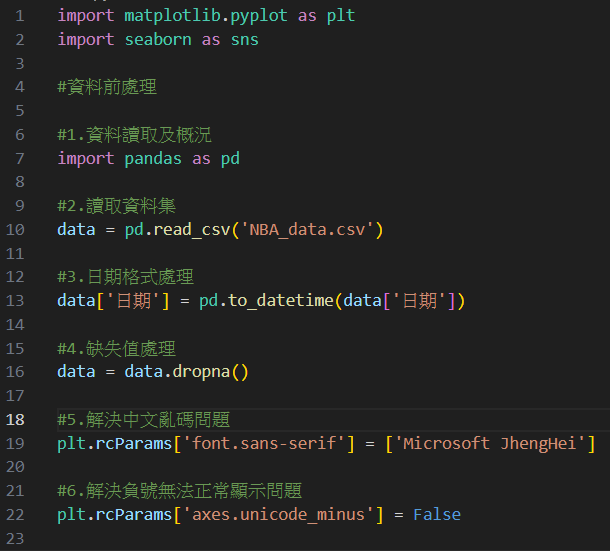 1 import matplotlib.pyplot as plt
2 import seaborn as sns
3
4 #資料前處理
5
6 #1.資料讀取及概況
7 import pandas as pd
8
9 #2.讀取資料集
10 data = pd.read_csv('NBA_data.csv')
11
12 #3.日期格式處理
13 data['日期'] = pd.to_datetime(data['日期'])
14
15 #4.缺失值處理
16 data = data.dropna()
17
18 #5.解決中文亂碼問題
19 plt.rcParams['font.sans-serif'] = ['Microsoft JhengHei']
20
21 #6.解決負號無法正常顯示問題
22 plt.rcParams['axes.unicode_minus'] = False
23